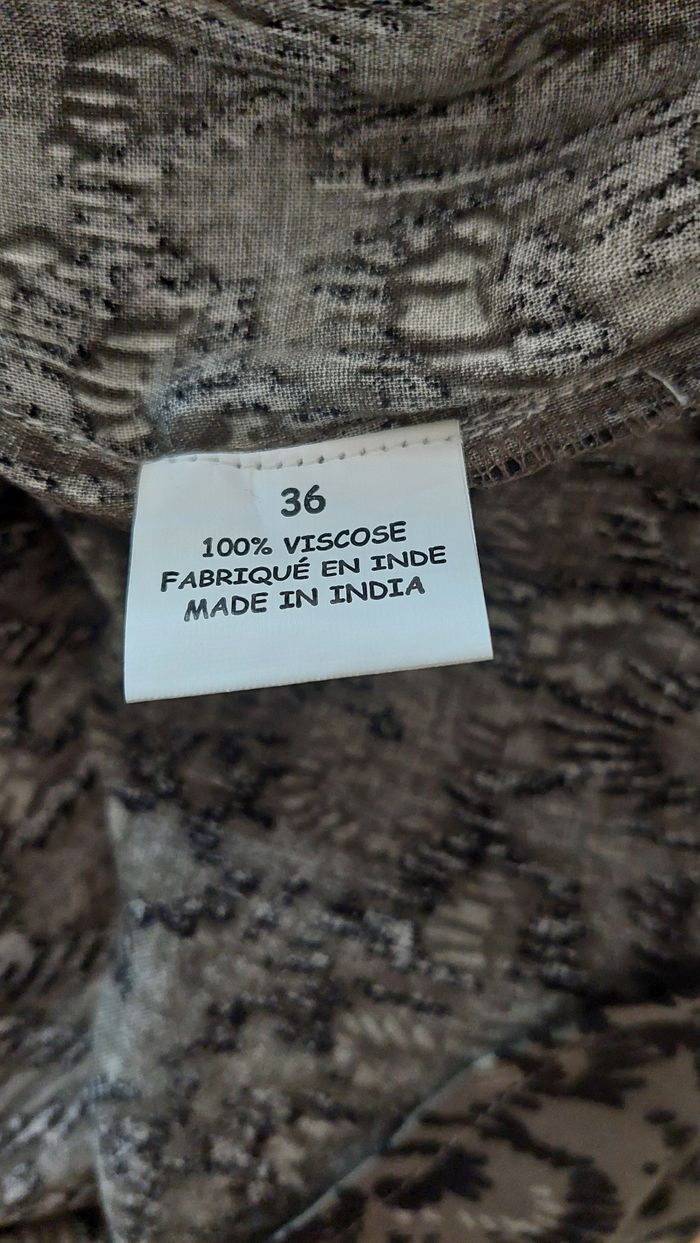 36
100% VISCOSE
FABRIQUÉ EN INDE
MADE IN INDIA